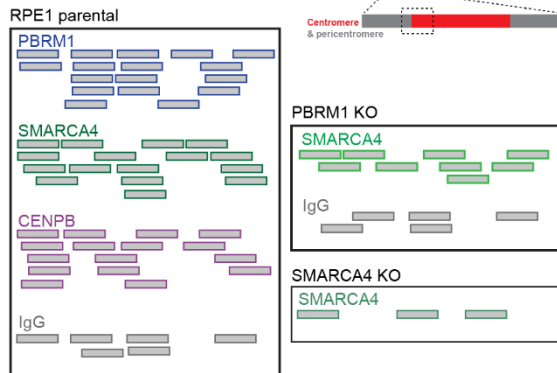 RPE1 parental
PBRM1
SMARCA4
CENPB
IgG
Centromere
& pericentromere
PBRM1 KO
SMARCA4
IgG
SMARCA4 KO
SMARCA4